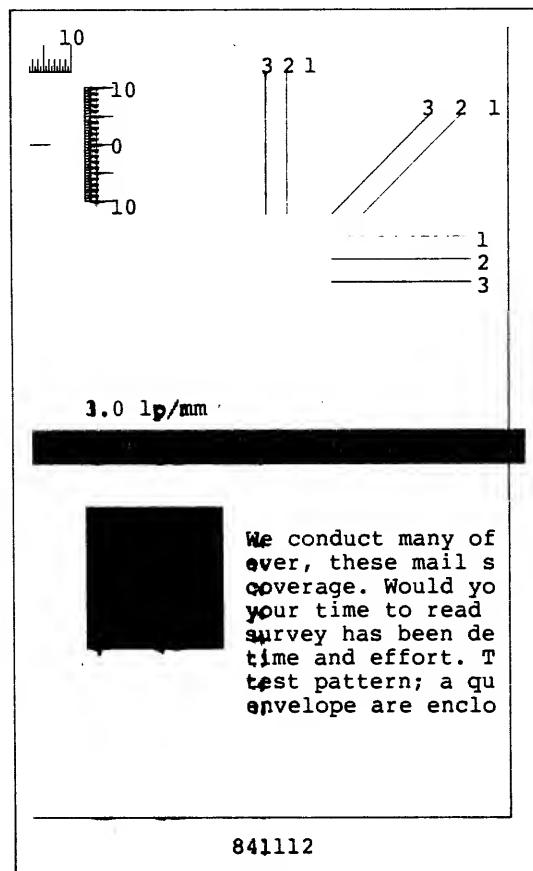 10
3 2 1
10
3 2 1
0
10
1
2
3
3.0 lp/mm
We conduct many of
ever, these mail s
coverage. Would yo
your time to read
survey has been de
time and effort. T
test pattern; a qu
envelope are enclo
841112